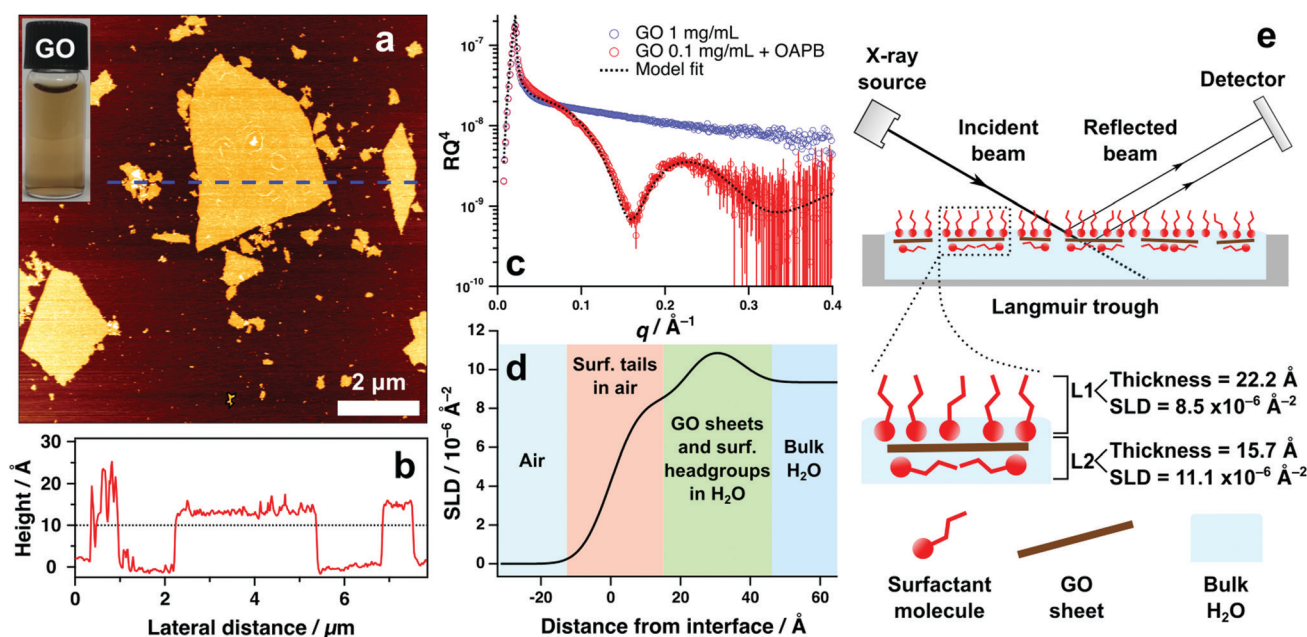 GO
a
2 µm
b
Height / Å
30
20
10
0
0
2
4
6
Lateral distance / µm
c
RQ⁴
10⁻⁷
10⁻⁸
10⁻⁹
10⁻¹⁰
GO 1 mg/mL
GO 0.1 mg/mL + OAPB
Model fit
0.0
0.1
0.2
0.3
0.4
q / Å⁻¹
d
SLD / 10⁻⁶ Å⁻²
12
10
8
6
4
2
0
Air
Surf. tails
in air
GO sheets
and surf.
headgroups
in H₂O
Bulk
H₂O
-20
0
20
40
60
Distance from interface / Å
e
X-ray
source
Incident
beam
Reflected
beam
Detector
Langmuir trough
L1
Thickness = 22.2 Å
SLD = 8.5 x10⁻⁶ Å⁻²
L2
Thickness = 15.7 Å
SLD = 11.1 x10⁻⁶ Å⁻²
Surfactant
molecule
GO
sheet
Bulk
H₂O